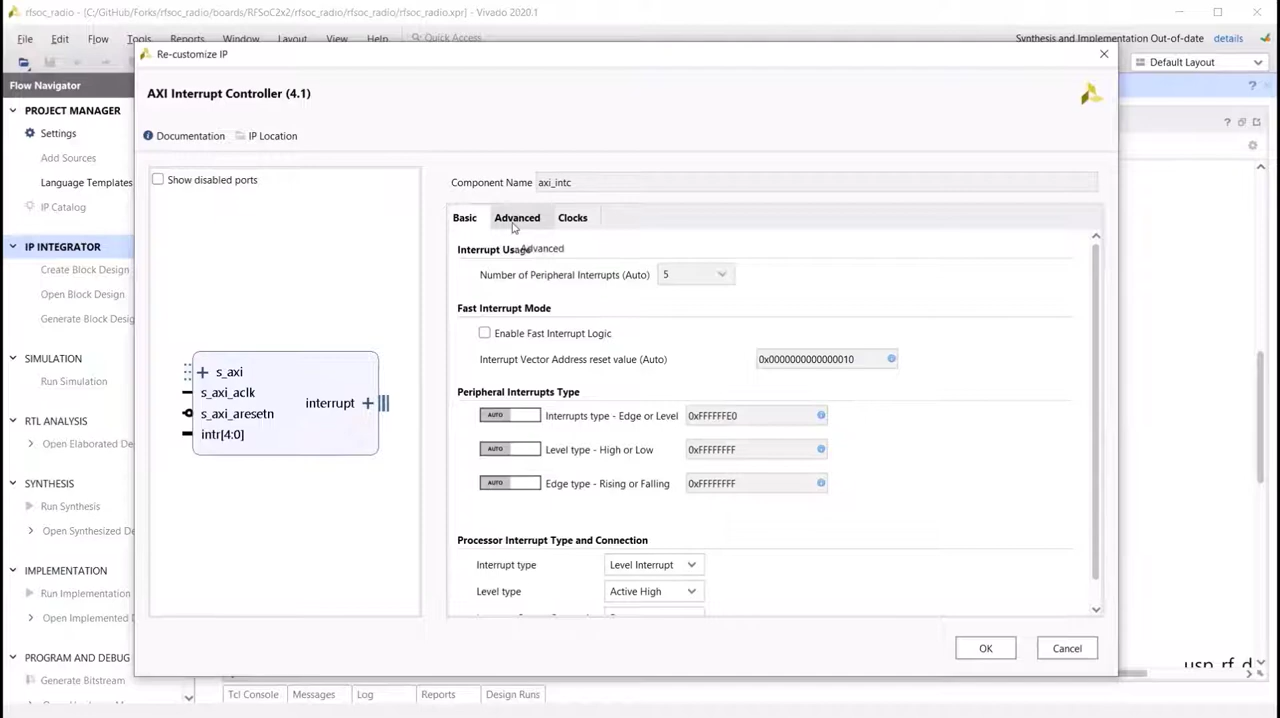 rfsoc_radio - [C:/GitHub/Forks/rfsoc_radio/boards/RFSoC2x2/rfsoc_radio/rfsoc_radio.xpr] - Vivado 2020.1
File Edit Flow Tools Reports Window Layout View Help Quick Access
Synthesis and Implementation Out-of-date details
Default Layout
Flow Navigator
PROJECT MANAGER
Settings
Add Sources
Language Templates
IP Catalog
IP INTEGRATOR
Create Block Design
Open Block Design
Generate Block Desig
SIMULATION
Run Simulation
RTL ANALYSIS
Open Elaborated De
SYNTHESIS
Run Synthesis
Open Synthesized De
IMPLEMENTATION
Run Implementation
Open Implemented D
PROGRAM AND DEBUG
Generate Bitstream
Re-customize IP
AXI Interrupt Controller (4.1)
Documentation IP Location
Show disabled ports
s_axi
s_axi_aclk
s_axi_aresetn
intr[4:0]
interrupt
Component Name axi_intc
Basic Advanced Clocks
Interrupt Usage
Advanced
Number of Peripheral Interrupts (Auto) 5
Fast Interrupt Mode
Enable Fast Interrupt Logic
Interrupt Vector Address reset value (Auto) 0x0000000000000010
Peripheral Interrupts Type
AUTO Interrupts type - Edge or Level 0xFFFFFFE0
AUTO Level type - High or Low 0xFFFFFFFF
AUTO Edge type - Rising or Falling 0xFFFFFFFF
Processor Interrupt Type and Connection
Interrupt type Level Interrupt
Level type Active High
OK Cancel
usp_rf_d
Tcl Console Messages Log Reports Design Runs